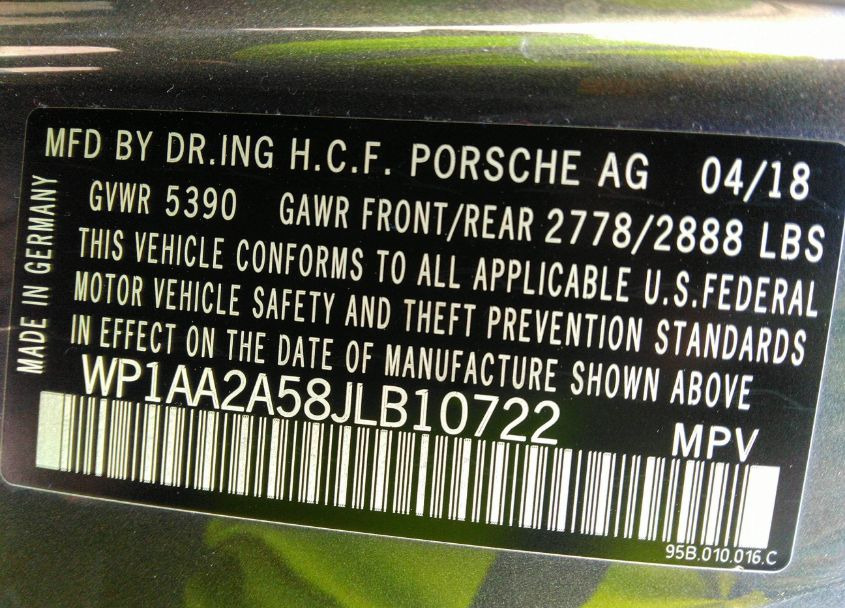 MFD BY DR.ING H.C.F. PORSCHE AG 04/18
GVWR 5390 GAWR FRONT/REAR 2778/2888 LBS
THIS VEHICLE CONFORMS TO ALL APPLICABLE U.S.FEDERAL
MOTOR VEHICLE SAFETY AND THEFT PREVENTION STANDARDS
IN EFFECT ON THE DATE OF MANUFACTURE SHOWN ABOVE
WP1AA2A58JLB10722 MPV
95B.010.016.C
MADE IN GERMANY